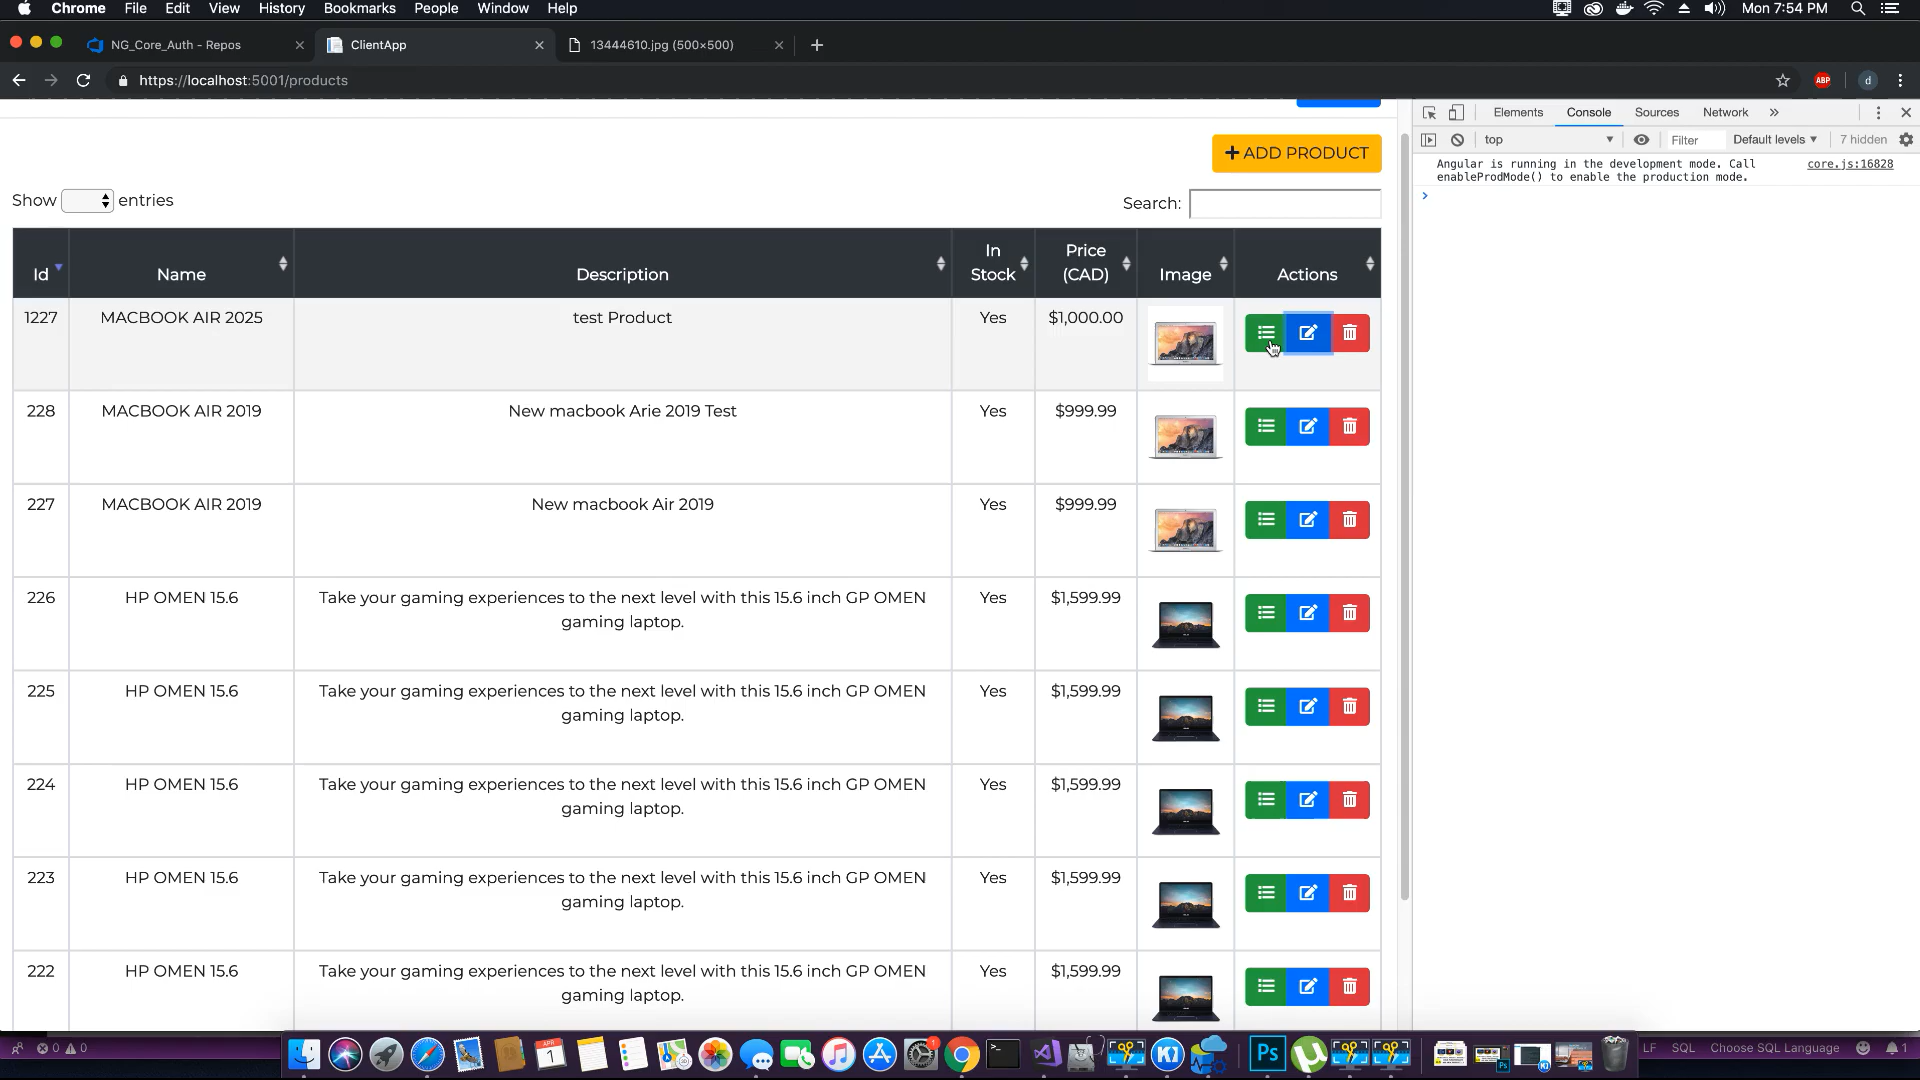 Chrome File Edit View History Bookmarks People Window Help Mon 7:54 PM
NG_Core_Auth - Repos ClientApp 13444610.jpg (500×500)
https://localhost:5001/products ABP d
Elements Console Sources Network
top Filter Default levels 7 hidden
Angular is running in the development mode. Call core.js:16828
enableProdMode() to enable the production mode.
ADD PRODUCT
Show entries Search:
Id Name Description In Stock Price (CAD) Image Actions
1227 MACBOOK AIR 2025 test Product Yes $1,000.00
228 MACBOOK AIR 2019 New macbook Arie 2019 Test Yes $999.99
227 MACBOOK AIR 2019 New macbook Air 2019 Yes $999.99
226 HP OMEN 15.6 Take your gaming experiences to the next level with this 15.6 inch GP OMEN Yes $1,599.99
gaming laptop.
225 HP OMEN 15.6 Take your gaming experiences to the next level with this 15.6 inch GP OMEN Yes $1,599.99
gaming laptop.
224 HP OMEN 15.6 Take your gaming experiences to the next level with this 15.6 inch GP OMEN Yes $1,599.99
gaming laptop.
223 HP OMEN 15.6 Take your gaming experiences to the next level with this 15.6 inch GP OMEN Yes $1,599.99
gaming laptop.
222 HP OMEN 15.6 Take your gaming experiences to the next level with this 15.6 inch GP OMEN Yes $1,599.99
gaming laptop.
0 0 LF SQL Choose SQL Language 1
APR 1 1 Ps